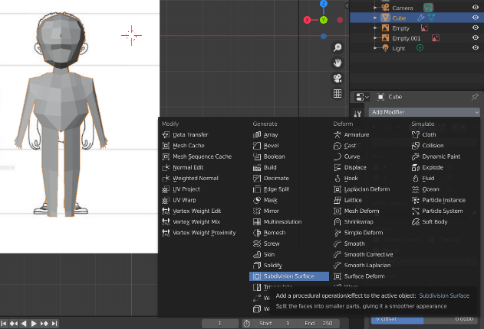 Camera
Cube
Empty
Empty.001
Light
Cube
Add Modifier
Modify
Data Transfer
Mesh Cache
Mesh Sequence Cache
Normal Edit
Weighted Normal
UV Project
UV Warp
Vertex Weight Edit
Vertex Weight Mix
Vertex Weight Proximity
Generate
Array
Bevel
Boolean
Build
Decimate
Edge Split
Mask
Mirror
Multiresolution
Remesh
Screw
Skin
Solidify
Subdivision Surface
Deform
Armature
Cast
Curve
Displace
Hook
Laplacian Deform
Lattice
Mesh Deform
Shrinkwrap
Simple Deform
Smooth
Smooth Corrective
Smooth Laplacian
Surface Deform
Simulate
Cloth
Collision
Dynamic Paint
Explode
Fluid
Ocean
Particle Instance
Particle System
Soft Body
Add a procedural operation/effect to the active object: Subdivision Surface
Split the faces into smaller parts, giving it a smoother appearance
1 Start 1 End 250
Offset 0.0000